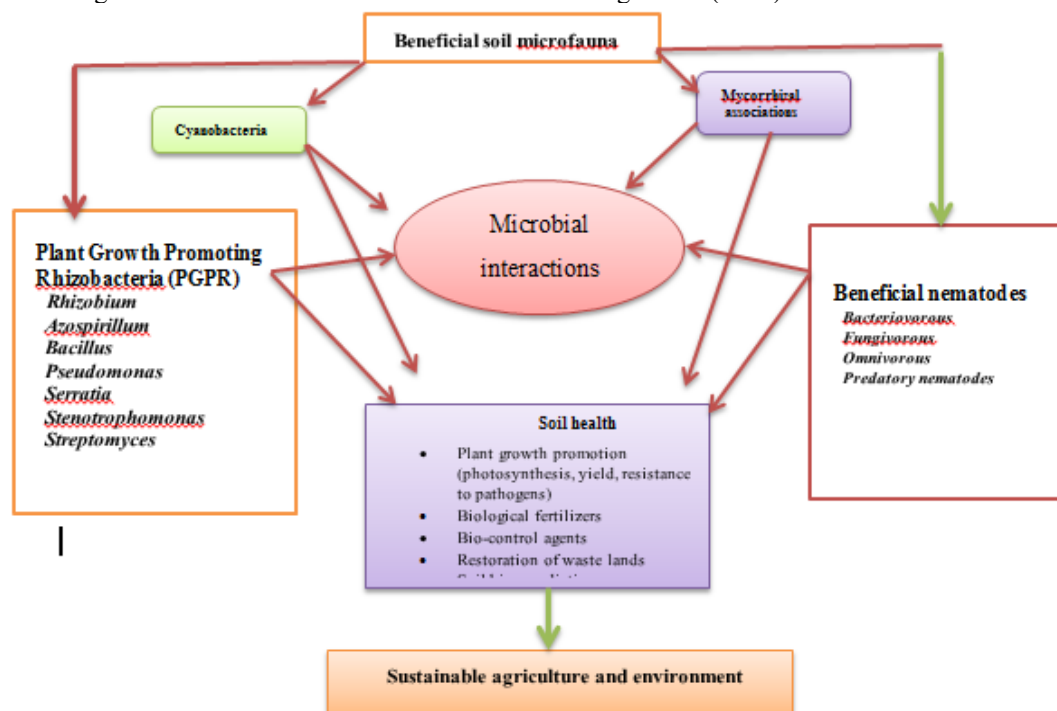 Beneficial soil microfauna
Mycorrhiral
associations
Cyanobacteria
Microbial
interactions
Plant Growth Promoting
Rhizobacteria (PGPR)
Rhizobium
Azospirillum
Bacillus
Pseudomonas
Serratia
Stenotrophomonas
Streptomyces
Beneficial nematodes
Bacteriovorous
Fungivorous
Omnivorous
Predatory nematodes
Soil health
• Plant growth promotion
(photosynthesis, yield, resistance
to pathogens)
• Biological fertilizers
• Bio-control agents
• Restoration of waste lands
Sustainable agriculture and environment